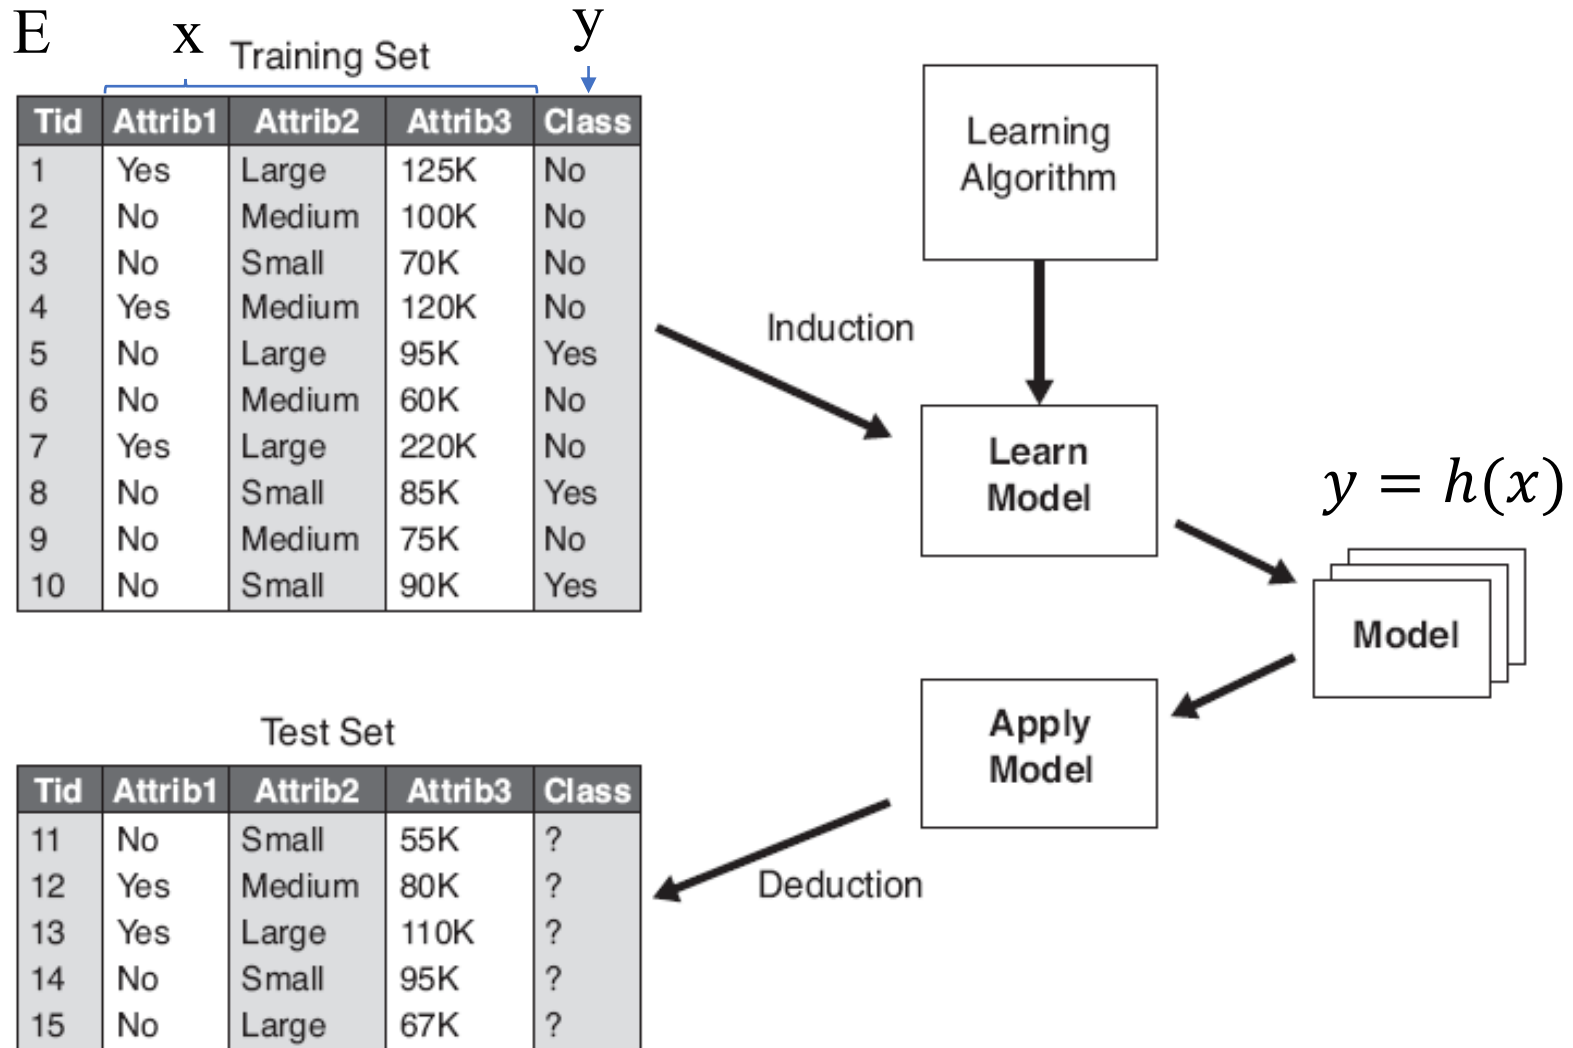 E
x
y
Training Set
Tid Attrib1 Attrib2 Attrib3 Class
1 Yes Large 125K No
2 No Medium 100K No
3 No Small 70K No
4 Yes Medium 120K No
5 No Large 95K Yes
6 No Medium 60K No
7 Yes Large 220K No
8 No Small 85K Yes
9 No Medium 75K No
10 No Small 90K Yes
Learning
Algorithm
Induction
Learn
Model
y = h(x)
Model
Apply
Model
Deduction
Test Set
Tid Attrib1 Attrib2 Attrib3 Class
11 No Small 55K ?
12 Yes Medium 80K ?
13 Yes Large 110K ?
14 No Small 95K ?
15 No Large 67K ?